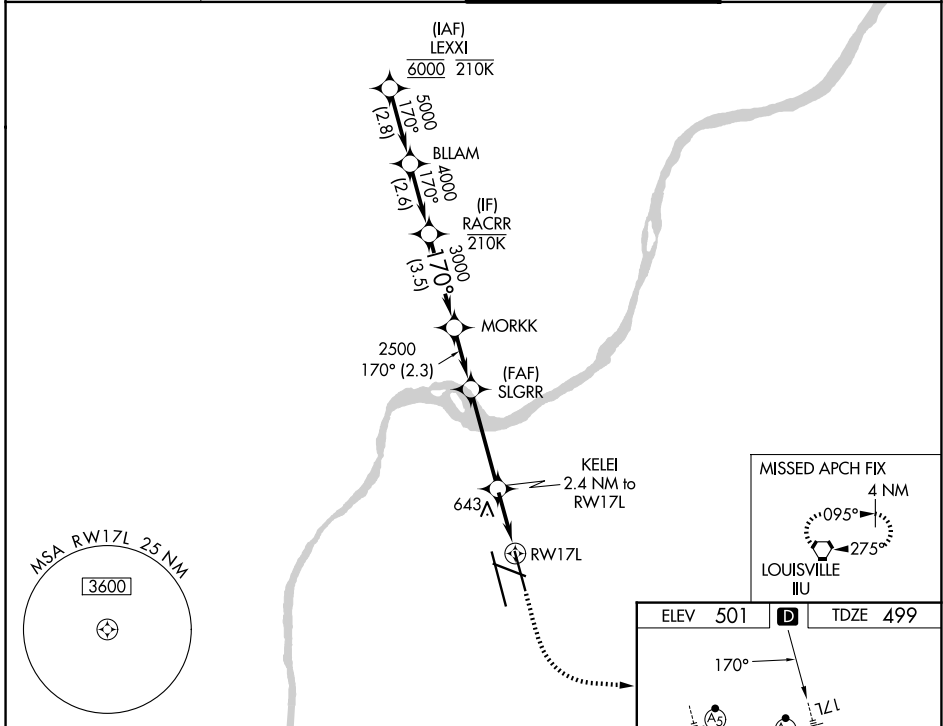 (IAF)
LEXXI
6000 210K
5000
170°
(2.8)
BLLAM
4000
170°
(2.6)
(IF)
RACRR
210K
3000
170°
(3.5)
MORKK
2500
170° (2.3)
(FAF)
SLGRR
KELEI
2.4 NM to
RW17L
643
RW17L
MSA RW17L 25 NM
3600
MISSED APCH FIX
4 NM
095°
275°
LOUISVILLE
IIU
ELEV 501 D TDZE 499
170°
17L
A5